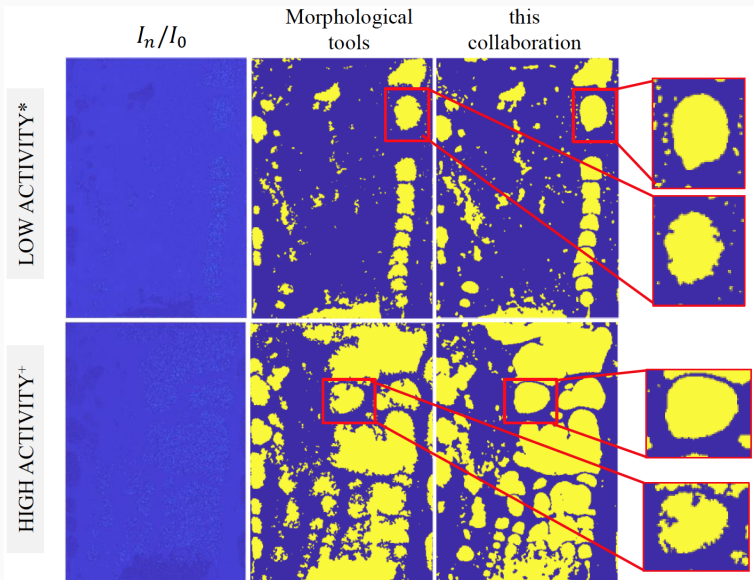 Morphological
tools
this
collaboration
Iₙ/I₀
LOW ACTIVITY*
HIGH ACTIVITY⁺